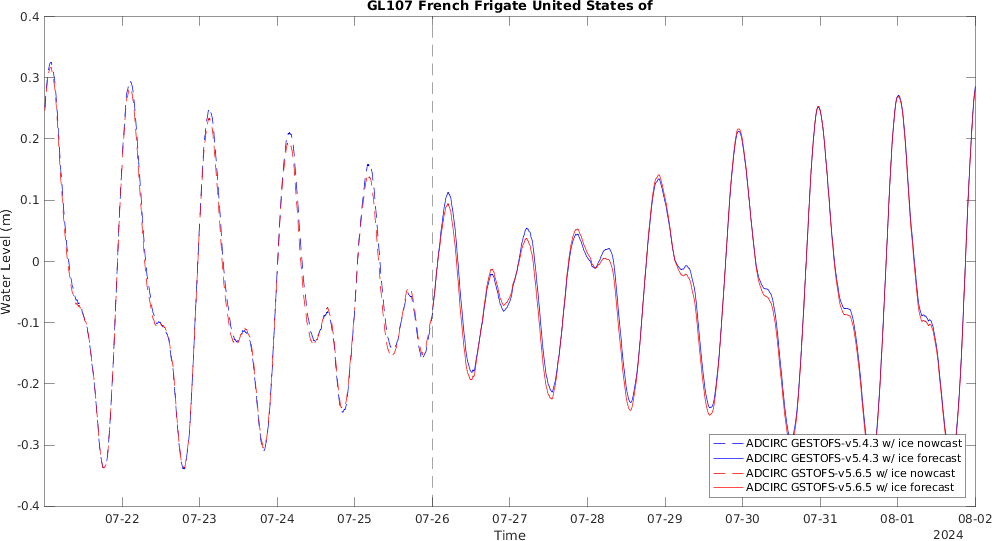 GL107 French Frigate United States of
0.4
0.3
0.2
0.1
0
-0.1
-0.2
-0.3
-0.4
Water Level (m)
ADCIRC GESTOFS-v5.4.3 w/ ice nowcast
ADCIRC GESTOFS-v5.4.3 w/ ice forecast
ADCIRC GSTOFS-v5.6.5 w/ ice nowcast
ADCIRC GSTOFS-v5.6.5 w/ ice forecast
07-22 07-23 07-24 07-25 07-26 07-27 07-28 07-29 07-30 07-31 08-01 08-02
Time
2024